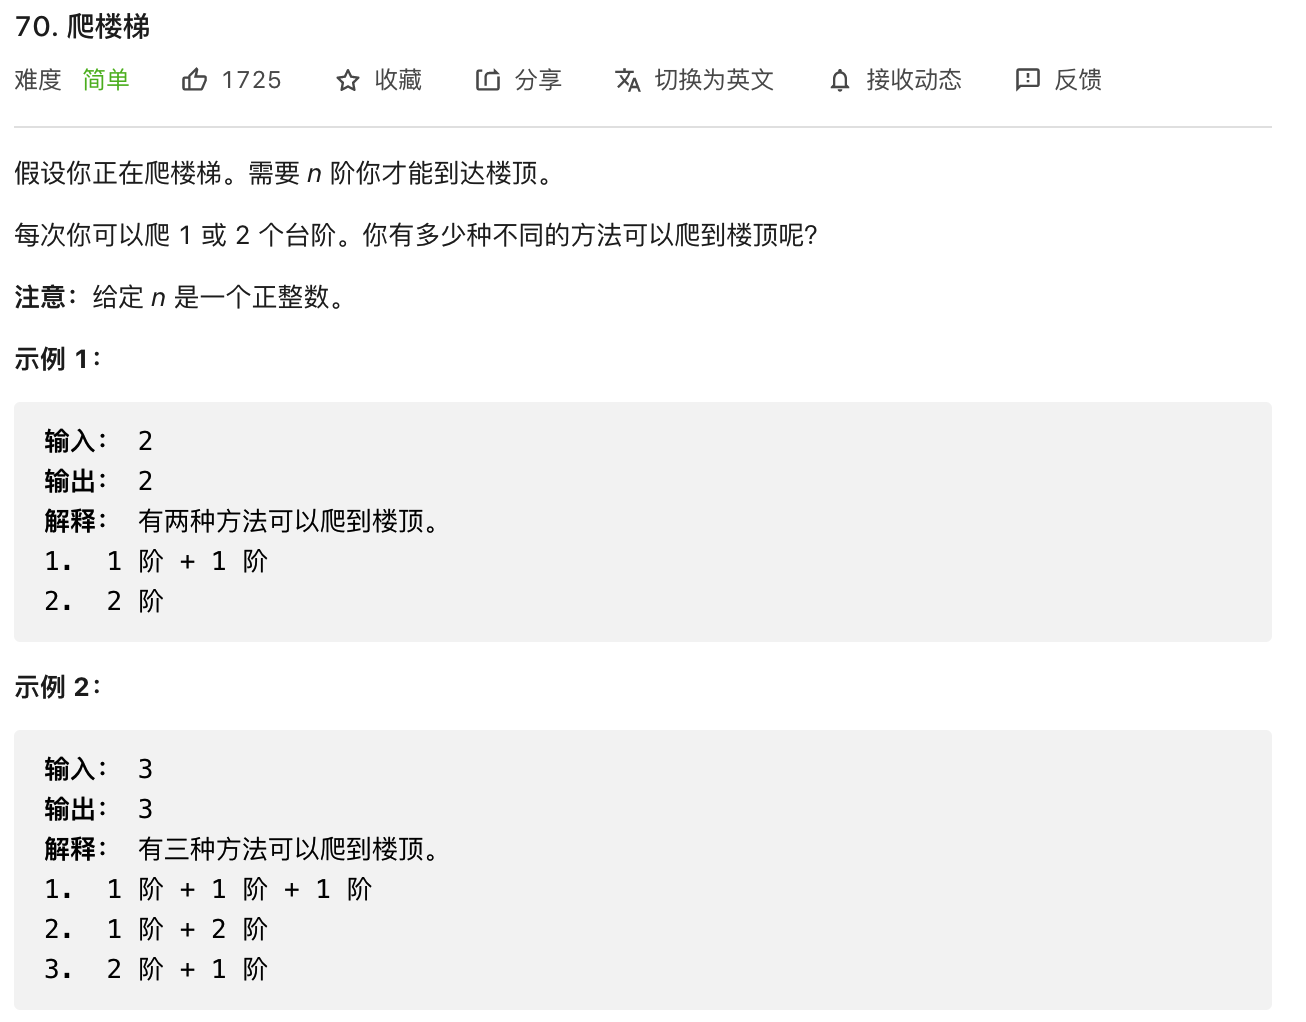 70. 爬楼梯
难度 简单 1725 收藏 分享 切换为英文 接收动态 反馈
假设你正在爬楼梯。需要 n 阶你才能到达楼顶。
每次你可以爬 1 或 2 个台阶。你有多少种不同的方法可以爬到楼顶呢?
注意：给定 n 是一个正整数。
示例 1：
输入： 2
输出： 2
解释： 有两种方法可以爬到楼顶。
1. 1 阶 + 1 阶
2. 2 阶
示例 2：
输入： 3
输出： 3
解释： 有三种方法可以爬到楼顶。
1. 1 阶 + 1 阶 + 1 阶
2. 1 阶 + 2 阶
3. 2 阶 + 1 阶